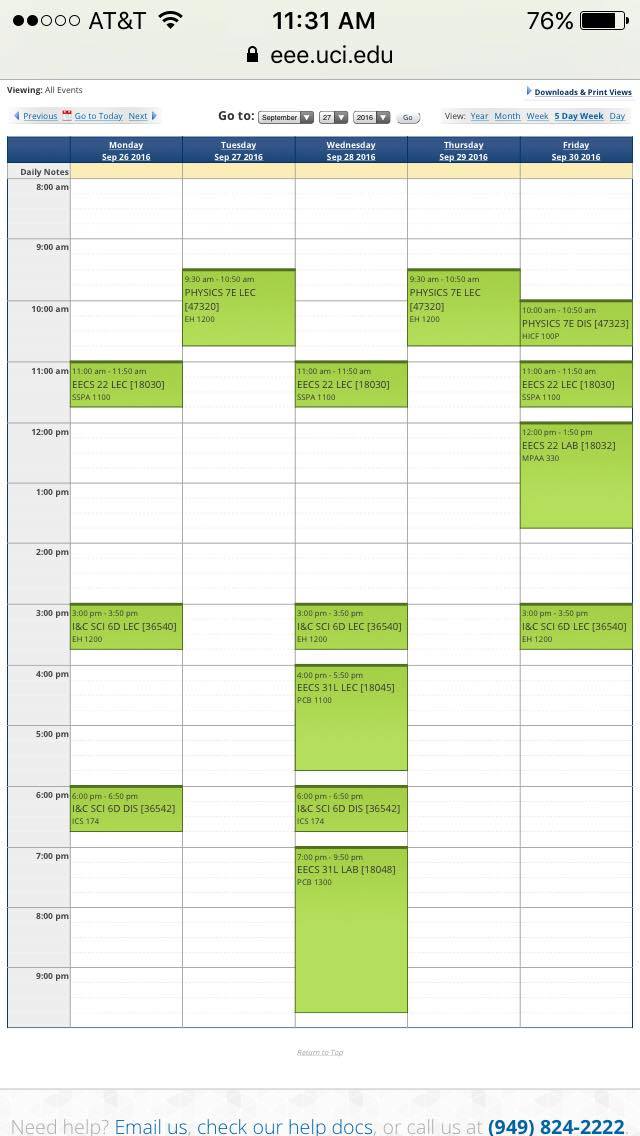 AT&T 11:31 AM 76%
eee.uci.edu
Viewing: All Events
Downloads & Print Views
Previous Go to Today Next Go to: September 27 2016 Go View: Year Month Week 5 Day Week Day
Monday Tuesday Wednesday Thursday Friday
Sep 26 2016 Sep 27 2016 Sep 28 2016 Sep 29 2016 Sep 30 2016
Daily Notes
8:00 am
9:00 am
9:30 am - 10:50 am
PHYSICS 7E LEC
[47320]
EH 1200
9:30 am - 10:50 am
PHYSICS 7E LEC
[47320]
EH 1200
10:00 am
10:00 am - 10:50 am
PHYSICS 7E DIS [47323]
HICF 100P
11:00 am
11:00 am - 11:50 am
EECS 22 LEC [18030]
SSPA 1100
11:00 am - 11:50 am
EECS 22 LEC [18030]
SSPA 1100
11:00 am - 11:50 am
EECS 22 LEC [18030]
SSPA 1100
12:00 pm
12:00 pm - 1:50 pm
EECS 22 LAB [18032]
MPAA 330
1:00 pm
2:00 pm
3:00 pm
3:00 pm - 3:50 pm
I&C SCI 6D LEC [36540]
EH 1200
3:00 pm - 3:50 pm
I&C SCI 6D LEC [36540]
EH 1200
3:00 pm - 3:50 pm
I&C SCI 6D LEC [36540]
EH 1200
4:00 pm
4:00 pm - 5:50 pm
EECS 31L LEC [18045]
PCB 1100
5:00 pm
6:00 pm
6:00 pm - 6:50 pm
I&C SCI 6D DIS [36542]
ICS 174
6:00 pm - 6:50 pm
I&C SCI 6D DIS [36542]
ICS 174
7:00 pm
7:00 pm - 9:50 pm
EECS 31L LAB [18048]
PCB 1300
8:00 pm
9:00 pm
Return to Top
Need help? Email us, check our help docs, or call us at (949) 824-2222.